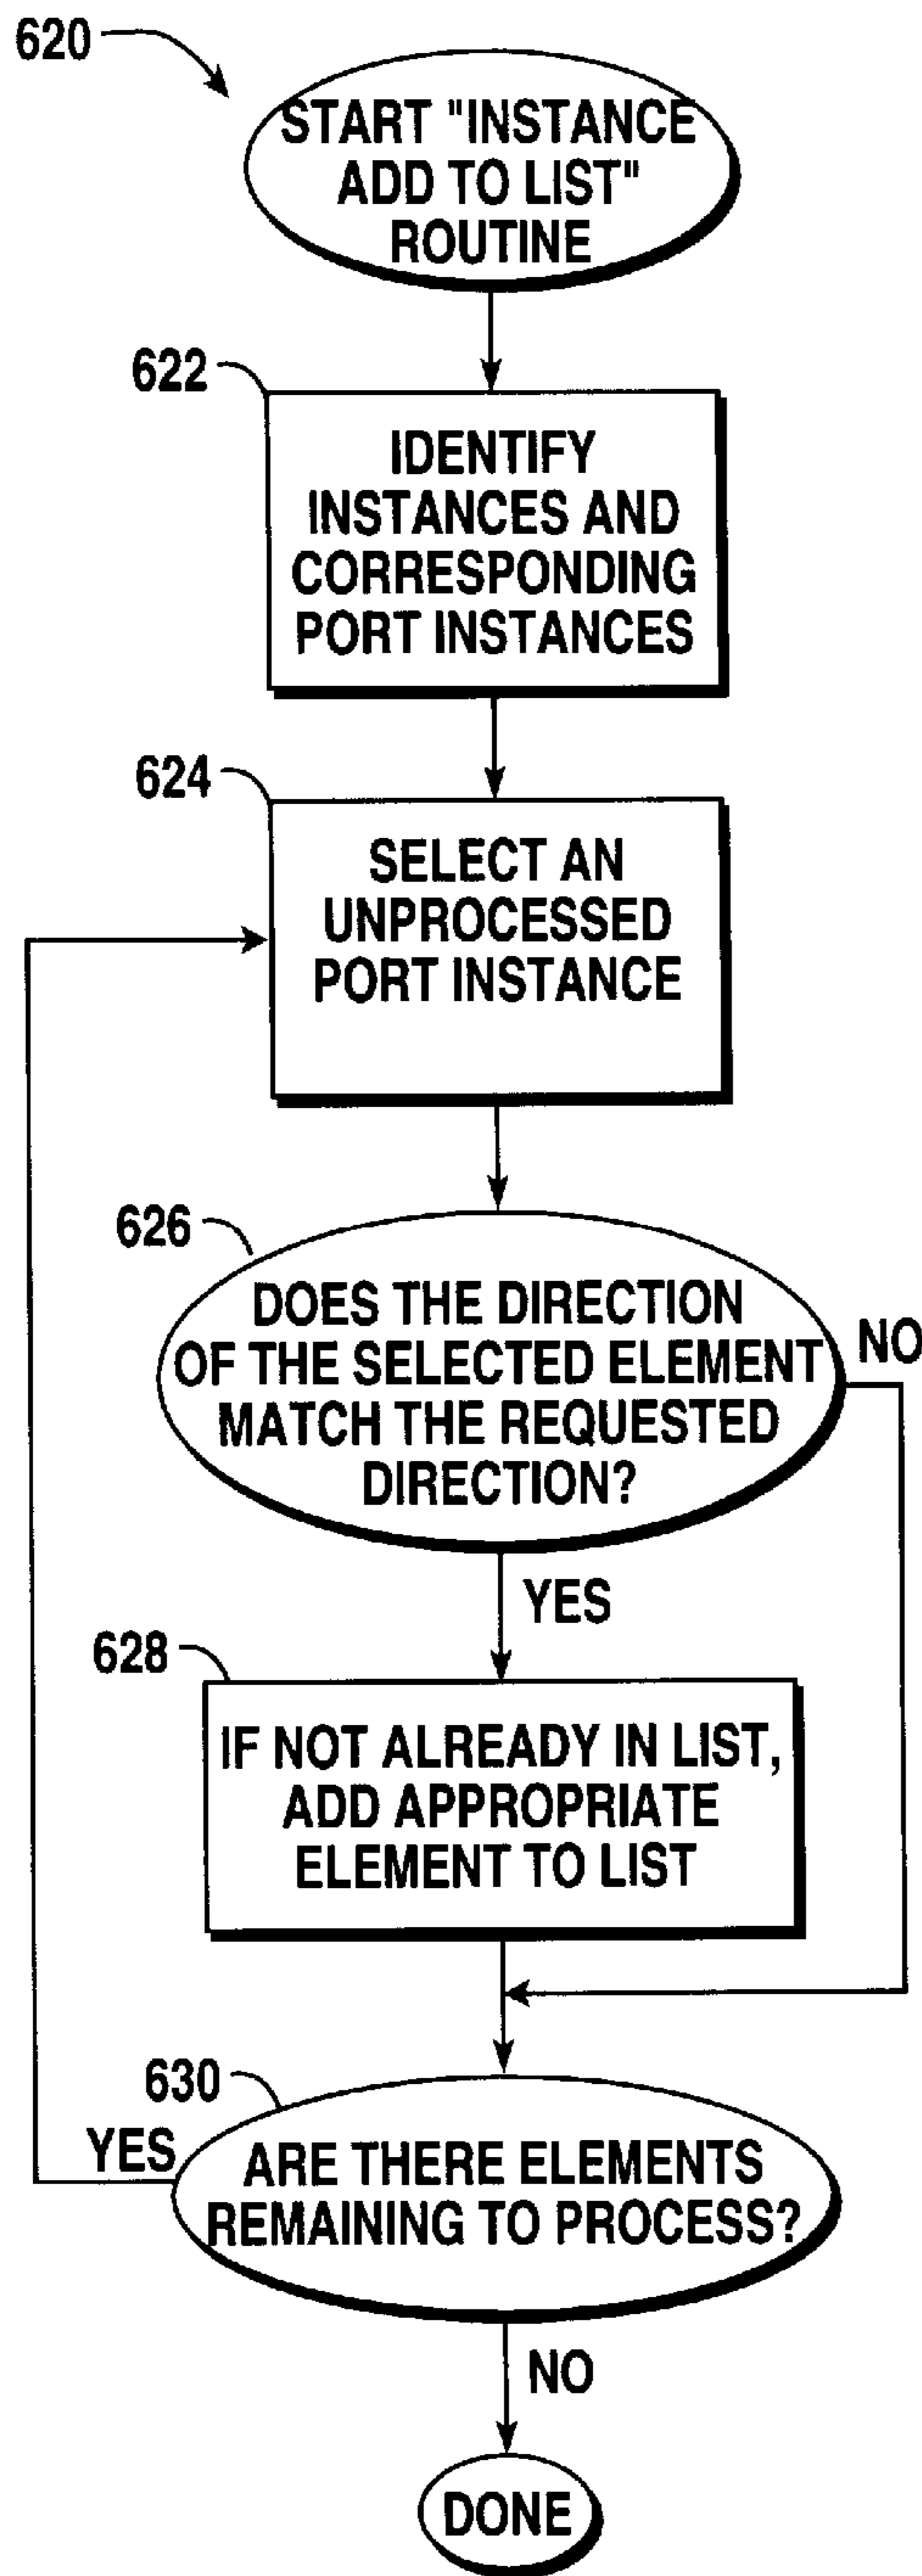 620
START "INSTANCE
ADD TO LIST"
ROUTINE
622
IDENTIFY
INSTANCES AND
CORRESPONDING
PORT INSTANCES
624
SELECT AN
UNPROCESSED
PORT INSTANCE
626
DOES THE DIRECTION
OF THE SELECTED ELEMENT
MATCH THE REQUESTED
DIRECTION?
NO
YES
628
IF NOT ALREADY IN LIST,
ADD APPROPRIATE
ELEMENT TO LIST
630
YES
ARE THERE ELEMENTS
REMAINING TO PROCESS?
NO
DONE